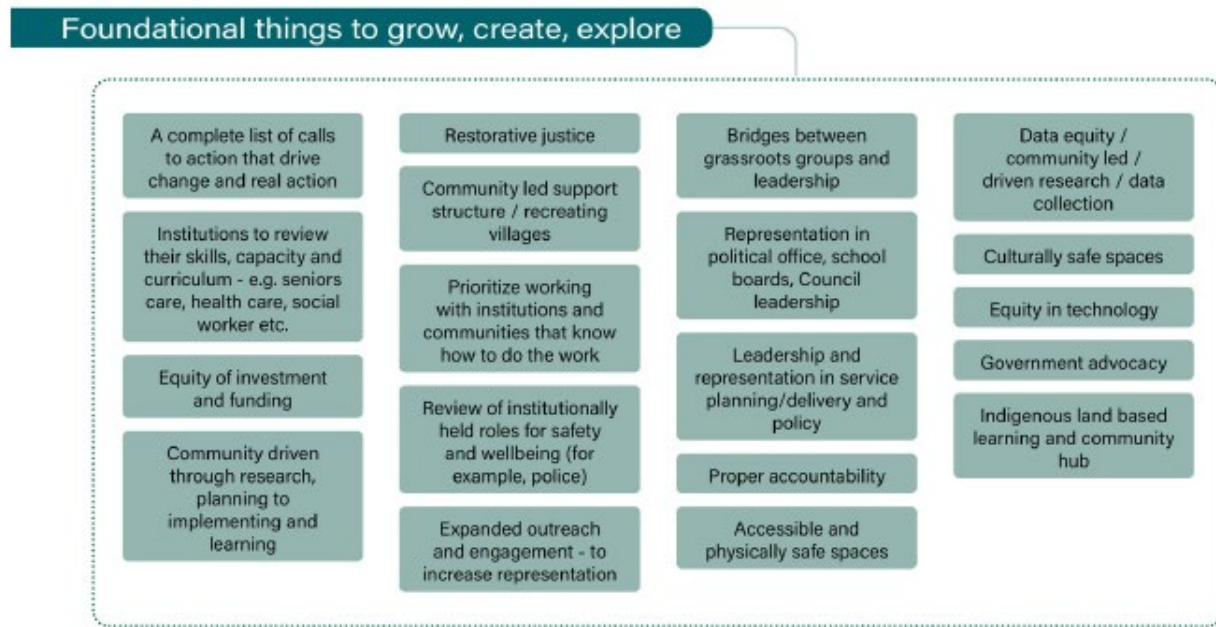 Foundational things to grow, create, explore
A complete list of calls
to action that drive
change and real action
Institutions to review
their skills, capacity and
curriculum - e.g. seniors
care, health care, social
worker etc.
Equity of investment
and funding
Community driven
through research,
planning to
implementing and
learning
Restorative justice
Community led support
structure / recreating
villages
Prioritize working
with institutions and
communities that know
how to do the work
Review of institutionally
held roles for safety
and wellbeing (for
example, police)
Expanded outreach
and engagement - to
increase representation
Bridges between
grassroots groups and
leadership
Representation in
political office, school
boards, Council
leadership
Leadership and
representation in service
planning/delivery and
policy
Proper accountability
Accessible and
physically safe spaces
Data equity /
community led /
driven research / data
collection
Culturally safe spaces
Equity in technology
Government advocacy
Indigenous land based
learning and community
hub